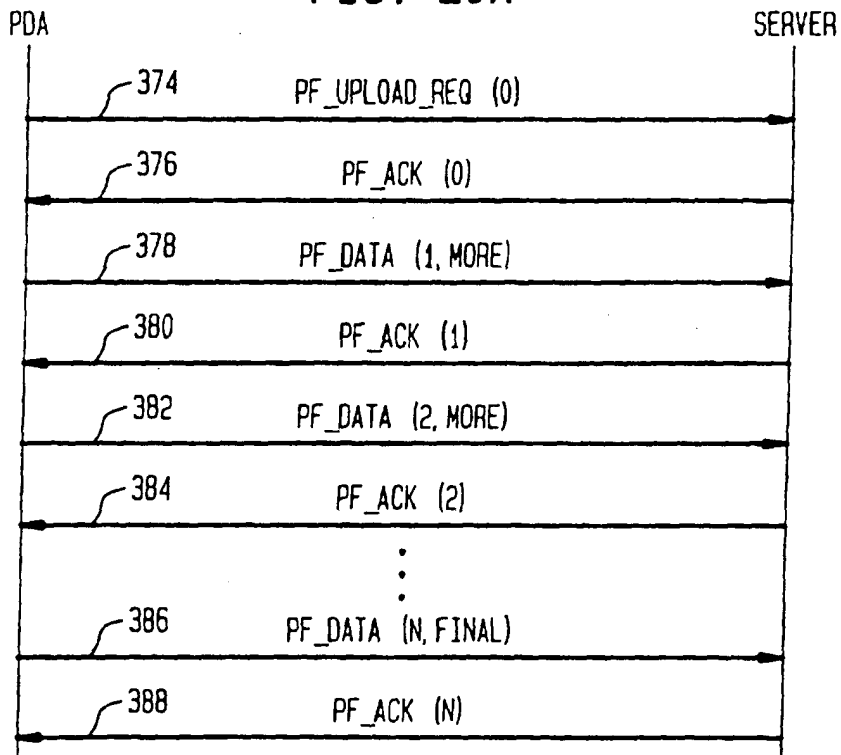 PDA
SERVER
374
PF_UPLOAD_REQ (0)
376
PF_ACK (0)
378
PF_DATA (1, MORE)
380
PF_ACK (1)
382
PF_DATA (2, MORE)
384
PF_ACK (2)
386
PF_DATA (N, FINAL)
388
PF_ACK (N)